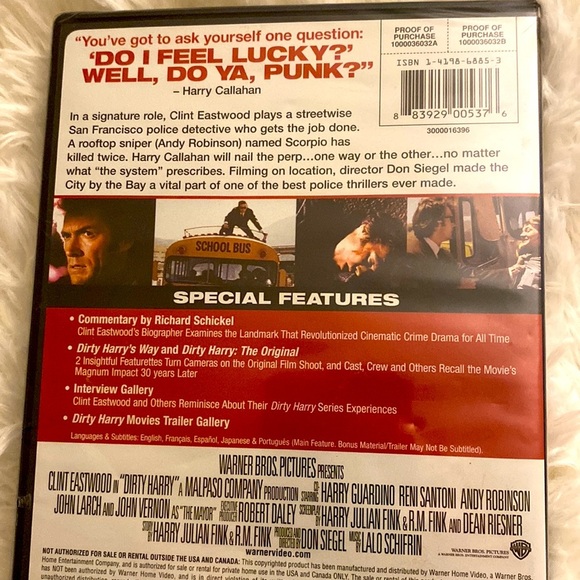 "You've got to ask yourself one question:
'DO I FEEL LUCKY?'
WELL, DO YA, PUNK?"
– Harry Callahan
PROOF OF PURCHASE 1000036032A
PROOF OF PURCHASE 1000036032B
ISBN 1-4198-6885-3
8 83929 00537 6
3000016396
In a signature role, Clint Eastwood plays a streetwise
San Francisco police detective who gets the job done.
A rooftop sniper (Andy Robinson) named Scorpio has
killed twice. Harry Callahan will nail the perp...one way or the other...no matter
what "the system" prescribes. Filming on location, director Don Siegel made the
City by the Bay a vital part of one of the best police thrillers ever made.
SCHOOL BUS
SPECIAL FEATURES
• Commentary by Richard Schickel
Clint Eastwood's Biographer Examines the Landmark That Revolutionized Cinematic Crime Drama for All Time
• Dirty Harry's Way and Dirty Harry: The Original
2 Insightful Featurettes Turn Cameras on the Original Film Shoot, and Cast, Crew and Others Recall the Movie's
Magnum Impact 30 years Later
• Interview Gallery
Clint Eastwood and Others Reminisce About Their Dirty Harry Series Experiences
• Dirty Harry Movies Trailer Gallery
Languages & Subtitles: English, Français, Español, Japanese & Português (Main Feature. Bonus Material/Trailer May Not Be Subtitled).
WARNER BROS. PICTURES PRESENTS
CLINT EASTWOOD IN "DIRTY HARRY" A MALPASO COMPANY PRODUCTION CO-STARRING HARRY GUARDINO RENI SANTONI ANDY ROBINSON
JOHN LARCH AND JOHN VERNON AS "THE MAYOR" EXECUTIVE PRODUCER ROBERT DALEY SCREENPLAY BY HARRY JULIAN FINK & R.M. FINK AND DEAN RIESNER
STORY BY HARRY JULIAN FINK & R.M. FINK PRODUCED AND DIRECTED BY DON SIEGEL MUSIC BY LALO SCHIFRIN
warnervideo.com
WB WARNER BROS. PICTURES
NOT AUTHORIZED FOR SALE OR RENTAL OUTSIDE THE USA AND CANADA: This copyrighted product has been manufactured and distributed by Warner Home Video, Warner Bros.
Entertainment Company, and is authorized for sale or rental for private home use in the USA and Canada ONLY. The sale or rental of this